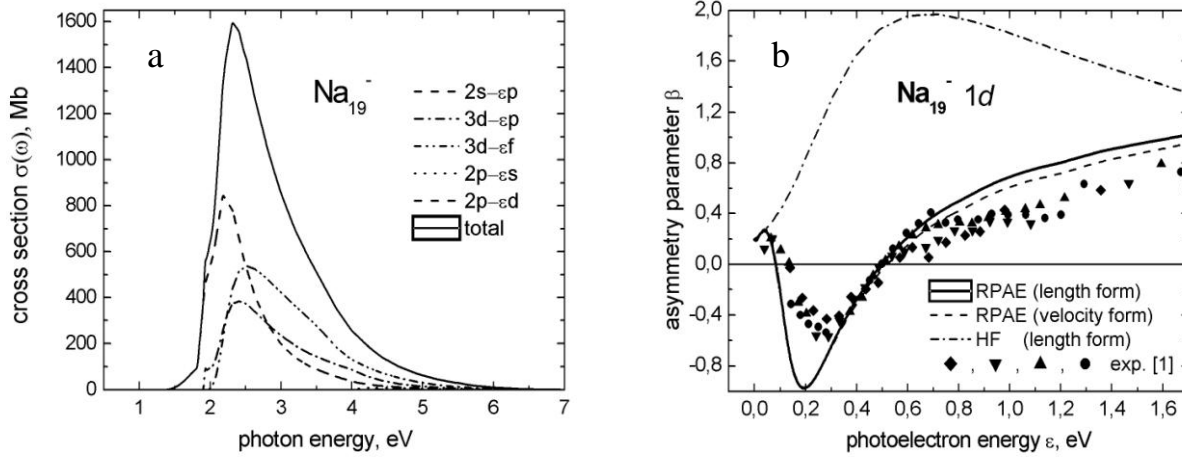 a
Na19-
1600
1400
1200
1000
800
600
400
200
0
cross section σ(ω), Mb
2s–εp
3d–εp
3d–εf
2p–εs
2p–εd
total
1 2 3 4 5 6 7
photon energy, eV
b
Na19- 1d
2,0
1,6
1,2
0,8
0,4
0,0
-0,4
-0,8
asymmetry parameter β
RPAE (length form)
RPAE (velocity form)
HF (length form)
, , , exp. [1]
0,0 0,2 0,4 0,6 0,8 1,0 1,2 1,4 1,6
photoelectron energy ε, eV